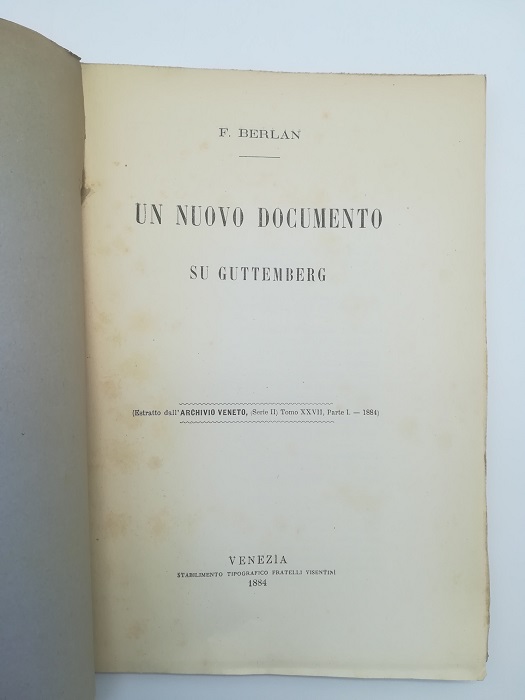 F. BERLAN
UN NUOVO DOCUMENTO
SU GUTTEMBERG
(Estratto dall'ARCHIVIO VENETO, (Serie II) Tomo XXVII, Parte I. — 1884)
VENEZIA
STABILIMENTO TIPOGRAFICO FRATELLI VISENTINI
1884